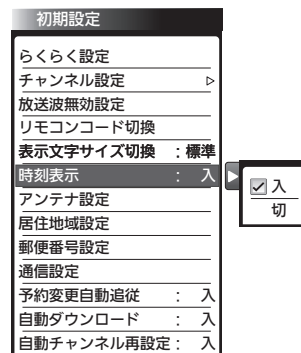 初期設定
らくらく設定
チャンネル設定 ▷
放送波無効設定
リモコンコード切換
表示文字サイズ切換 ：標準
時刻表示 ： 入
アンテナ設定
居住地域設定
郵便番号設定
通信設定
予約変更自動追従 ： 入
自動ダウンロード ： 入
自動チャンネル再設定： 入
入
切